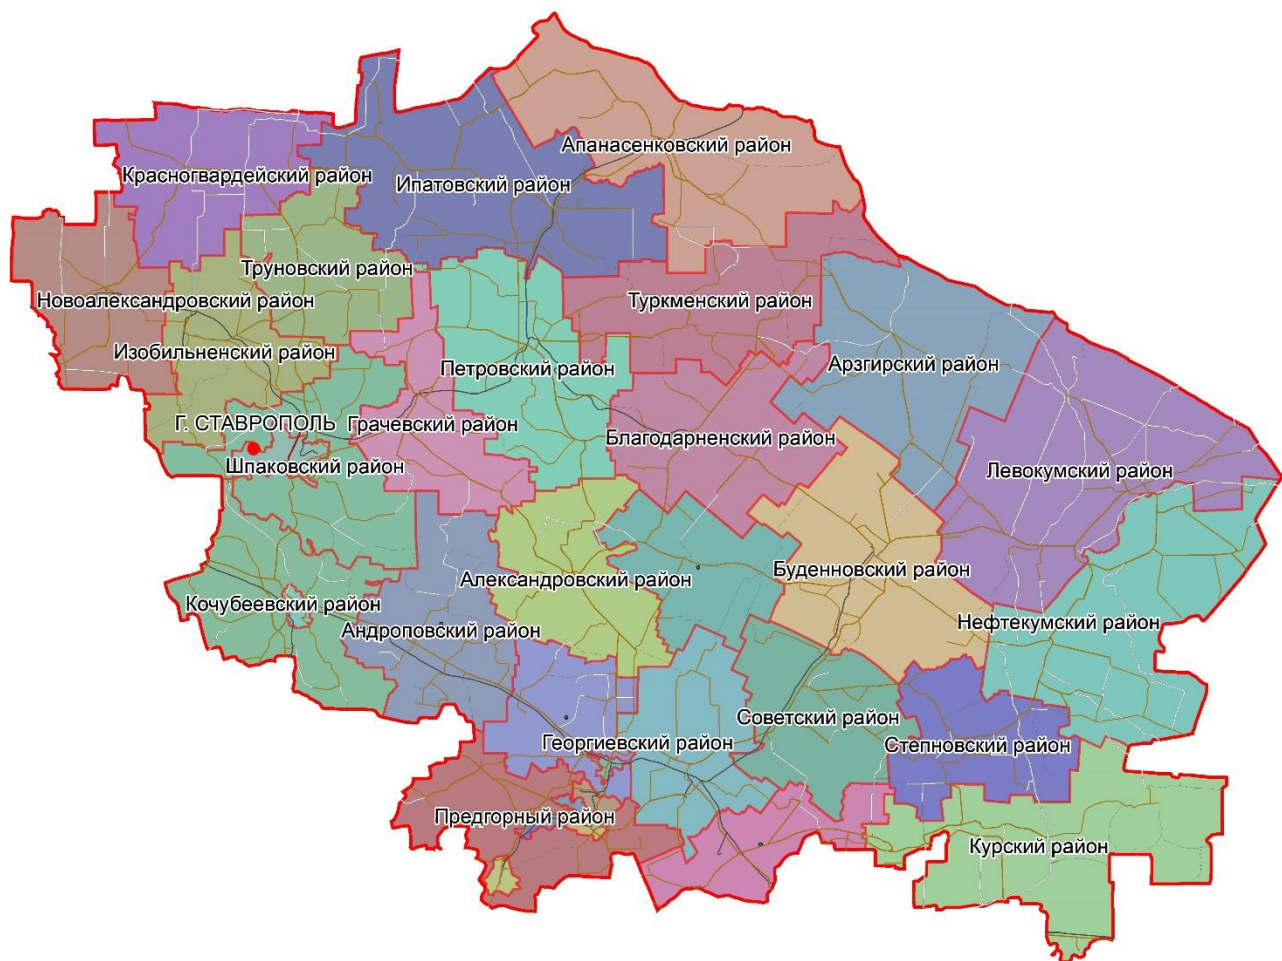 Апанасенковский район
Красногвардейский район
Ипатовский район
Труновский район
Новоалександровский район
Туркменский район
Изобильненский район
Петровский район
Арзгирский район
Г. СТАВРОПОЛЬ
Грачевский район
Благодарненский район
Шпаковский район
Левокумский район
Александровский район
Буденновский район
Кочубеевский район
Андроповский район
Нефтекумский район
Советский район
Георгиевский район
Степновский район
Предгорный район
Курский район